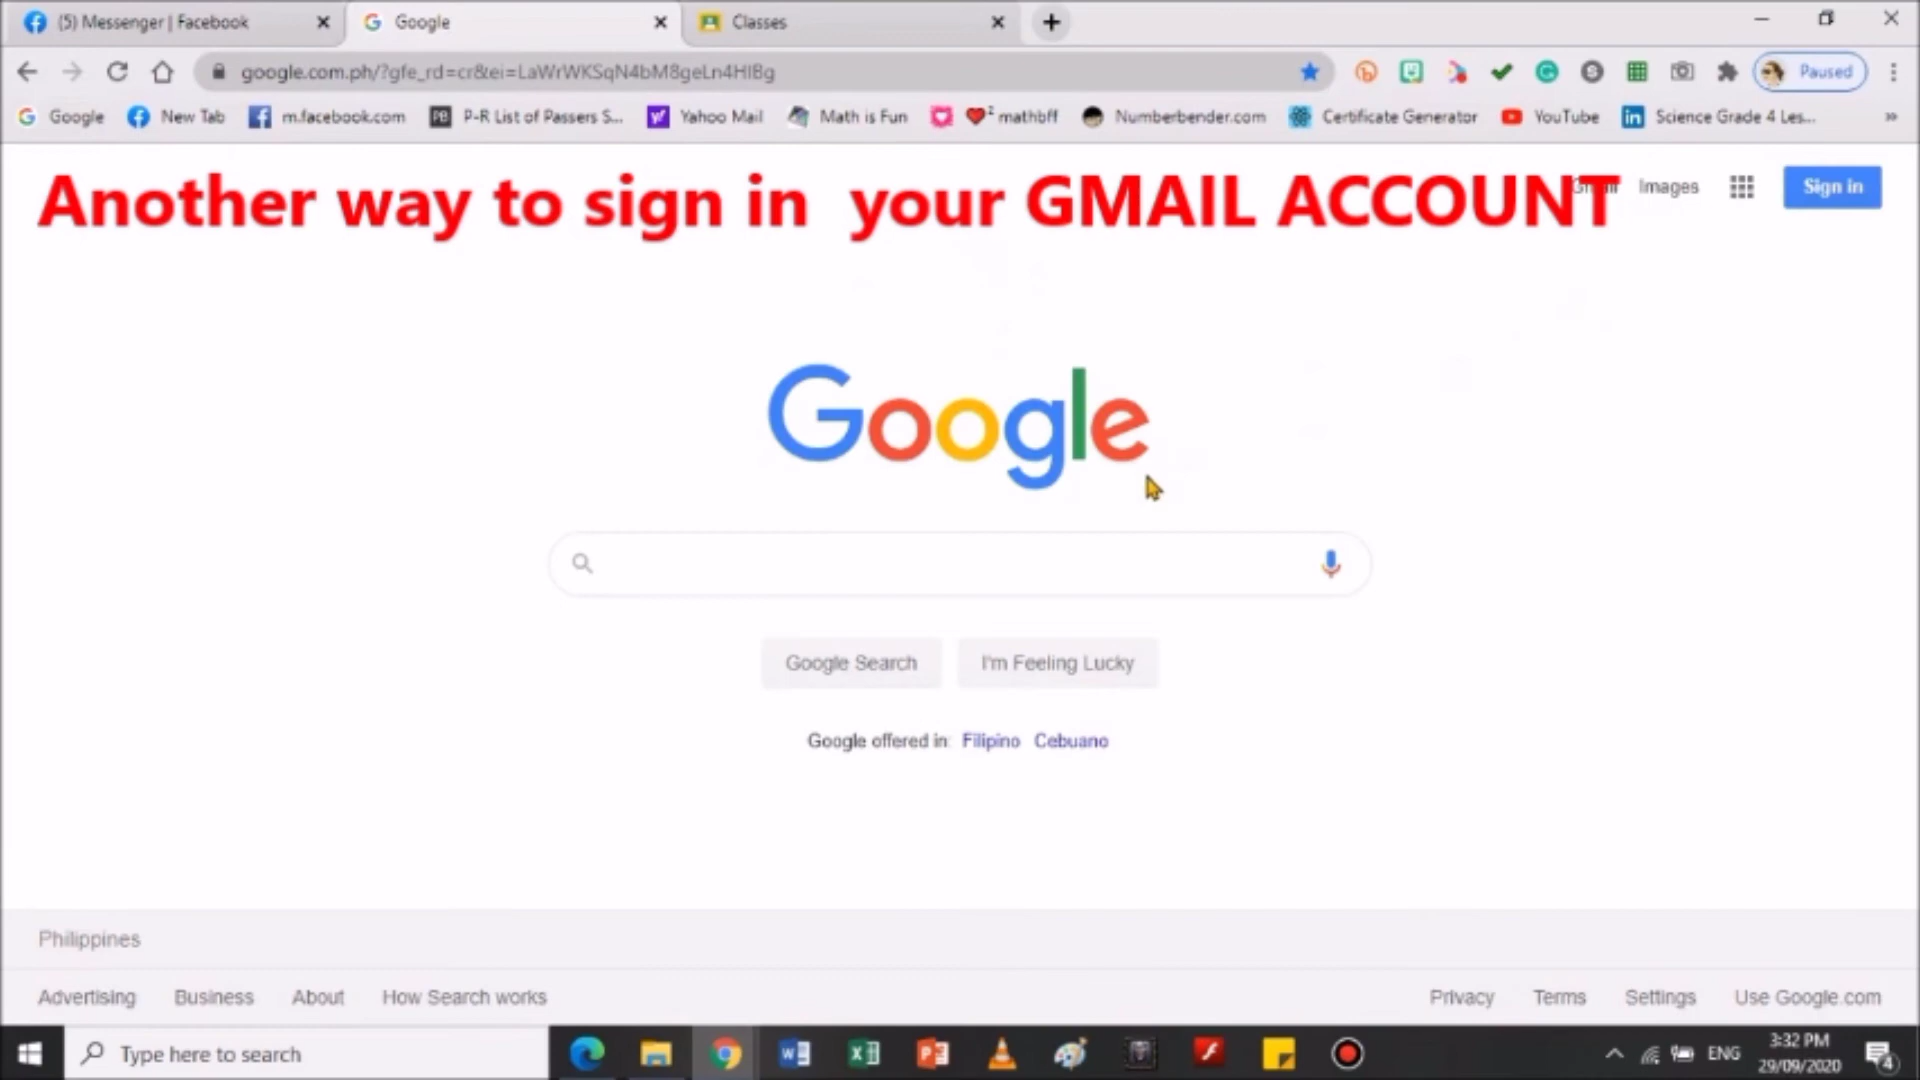 (5) Messenger | Facebook
Google
Classes
google.com.ph/?gfe_rd=cr&ei=LaWrWKSqN4bM8geLn4HIBg
Paused
Google
New Tab
m.facebook.com
P-R List of Passers S...
Yahoo Mail
Math is Fun
mathbff
Numberbender.com
Certificate Generator
YouTube
Science Grade 4 Les...
Another way to sign in your GMAIL ACCOUNT
Images
Sign in
Google
Google Search
I'm Feeling Lucky
Google offered in: Filipino Cebuano
Philippines
Advertising Business About How Search works
Privacy Terms Settings Use Google.com
Type here to search
ENG
3:32 PM
29/09/2020
4